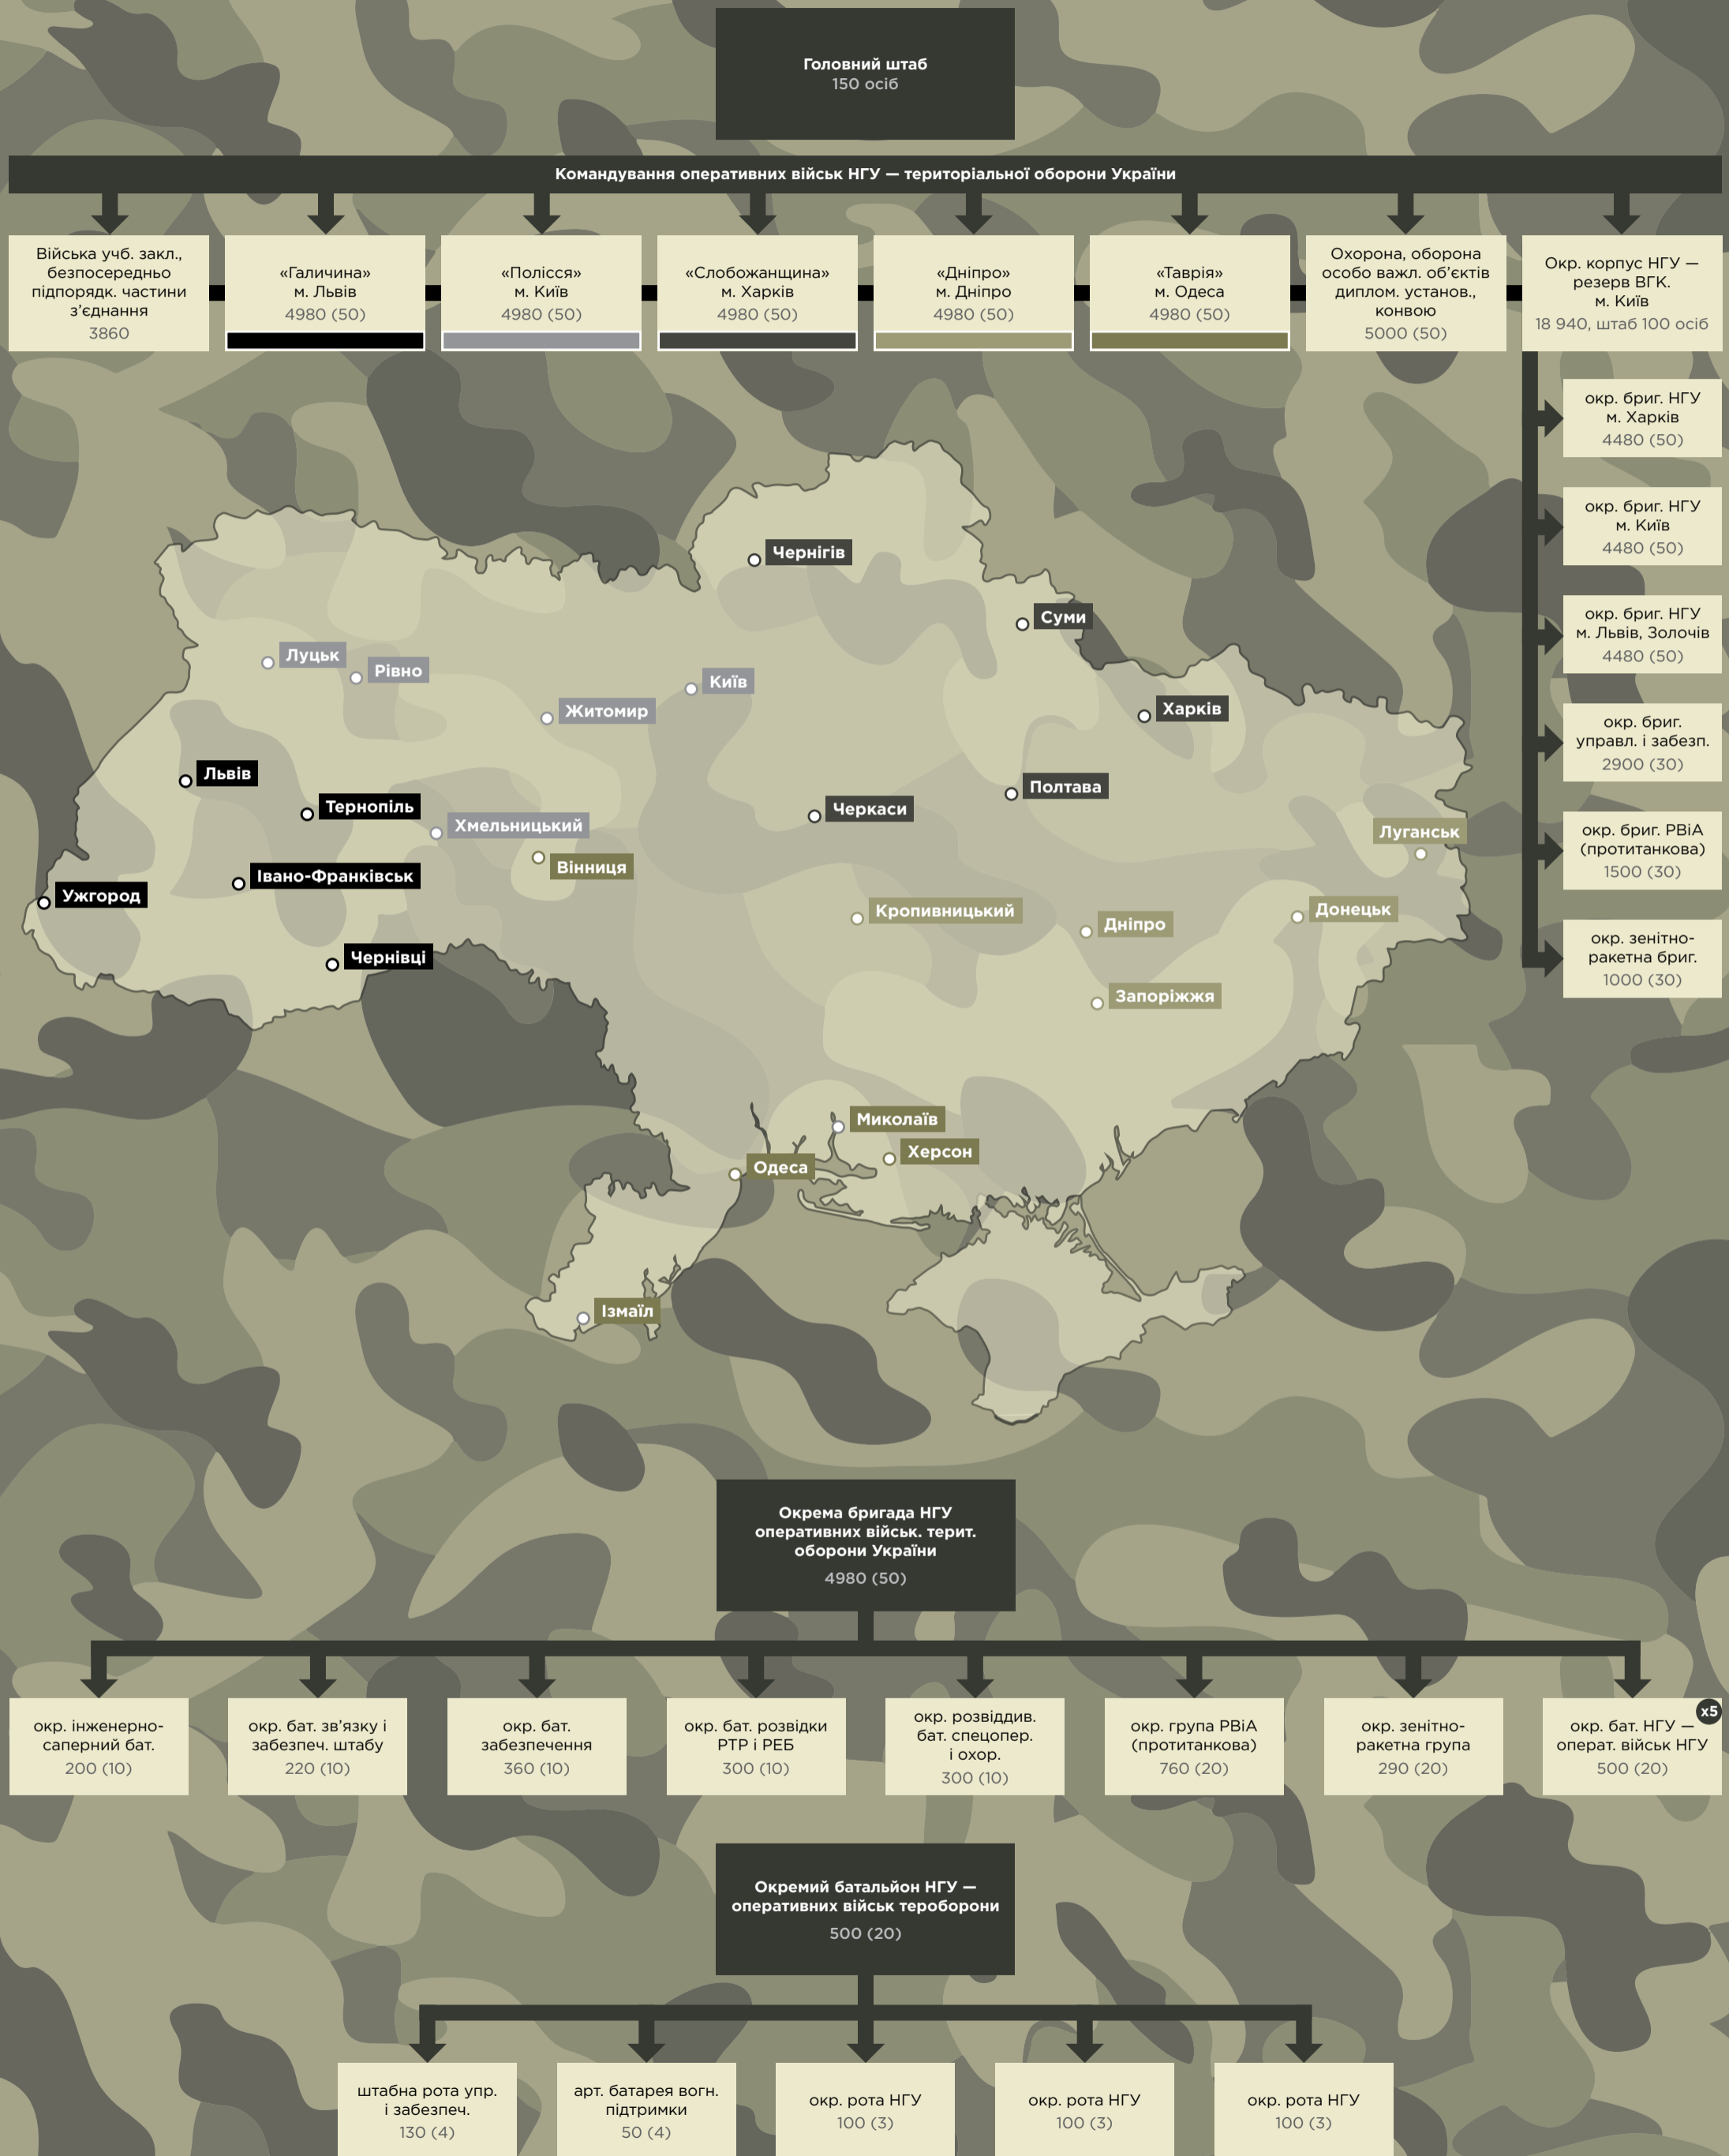 Головний штаб
150 осіб
Командування оперативних військ НГУ — територіальної оборони України
Війська учб. закл.,
безпосередньо
підпорядк. частини
з’єднання
3860
«Галичина»
м. Львів
4980 (50)
«Полісся»
м. Київ
4980 (50)
«Слобожанщина»
м. Харків
4980 (50)
«Дніпро»
м. Дніпро
4980 (50)
«Таврія»
м. Одеса
4980 (50)
Охорона, оборона
особо важл. об’єктів
диплом. установ.,
конвою
5000 (50)
Окр. корпус НГУ —
резерв ВГК.
м. Київ
18 940, штаб 100 осіб
окр. бриг. НГУ
м. Харків
4480 (50)
окр. бриг. НГУ
м. Київ
4480 (50)
окр. бриг. НГУ
м. Львів, Золочів
4480 (50)
окр. бриг.
управл. і забезп.
2900 (30)
окр. бриг. РВіА
(протитанкова)
1500 (30)
окр. зенітно-
ракетна бриг.
1000 (30)
Чернігів
Суми
Луцьк
Рівно
Київ
Житомир
Харків
Львів
Полтава
Тернопіль
Черкаси
Хмельницький
Луганськ
Вінниця
Івано-Франківськ
Ужгород
Кропивницький
Донецьк
Дніпро
Чернівці
Запоріжжя
Миколаїв
Херсон
Одеса
Ізмаїл
Окрема бригада НГУ
оперативних військ. терит.
оборони України
4980 (50)
окр. інженерно-
саперний бат.
200 (10)
окр. бат. зв’язку і
забезпеч. штабу
220 (10)
окр. бат.
забезпечення
360 (10)
окр. бат. розвідки
РТР і РЕБ
300 (10)
окр. розвіддив.
бат. спецопер.
і охор.
300 (10)
окр. група РВіА
(протитанкова)
760 (20)
окр. зенітно-
ракетна група
290 (20)
x5
окр. бат. НГУ —
операт. військ НГУ
500 (20)
Окремий батальйон НГУ —
оперативних військ тероборони
500 (20)
штабна рота упр.
і забезпеч.
130 (4)
арт. батарея вогн.
підтримки
50 (4)
окр. рота НГУ
100 (3)
окр. рота НГУ
100 (3)
окр. рота НГУ
100 (3)